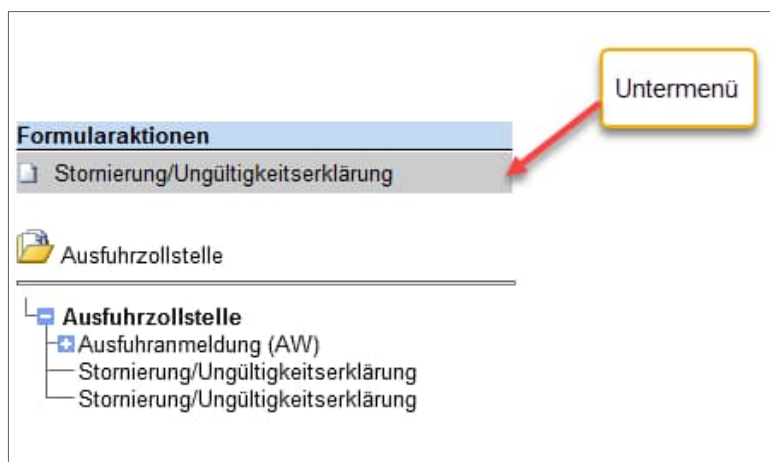 Untermenü
Formularaktionen
Stornierung/Ungültigkeitserklärung
Ausfuhrzollstelle
Ausfuhrzollstelle
Ausfuhranmeldung (AW)
Stornierung/Ungültigkeitserklärung
Stornierung/Ungültigkeitserklärung